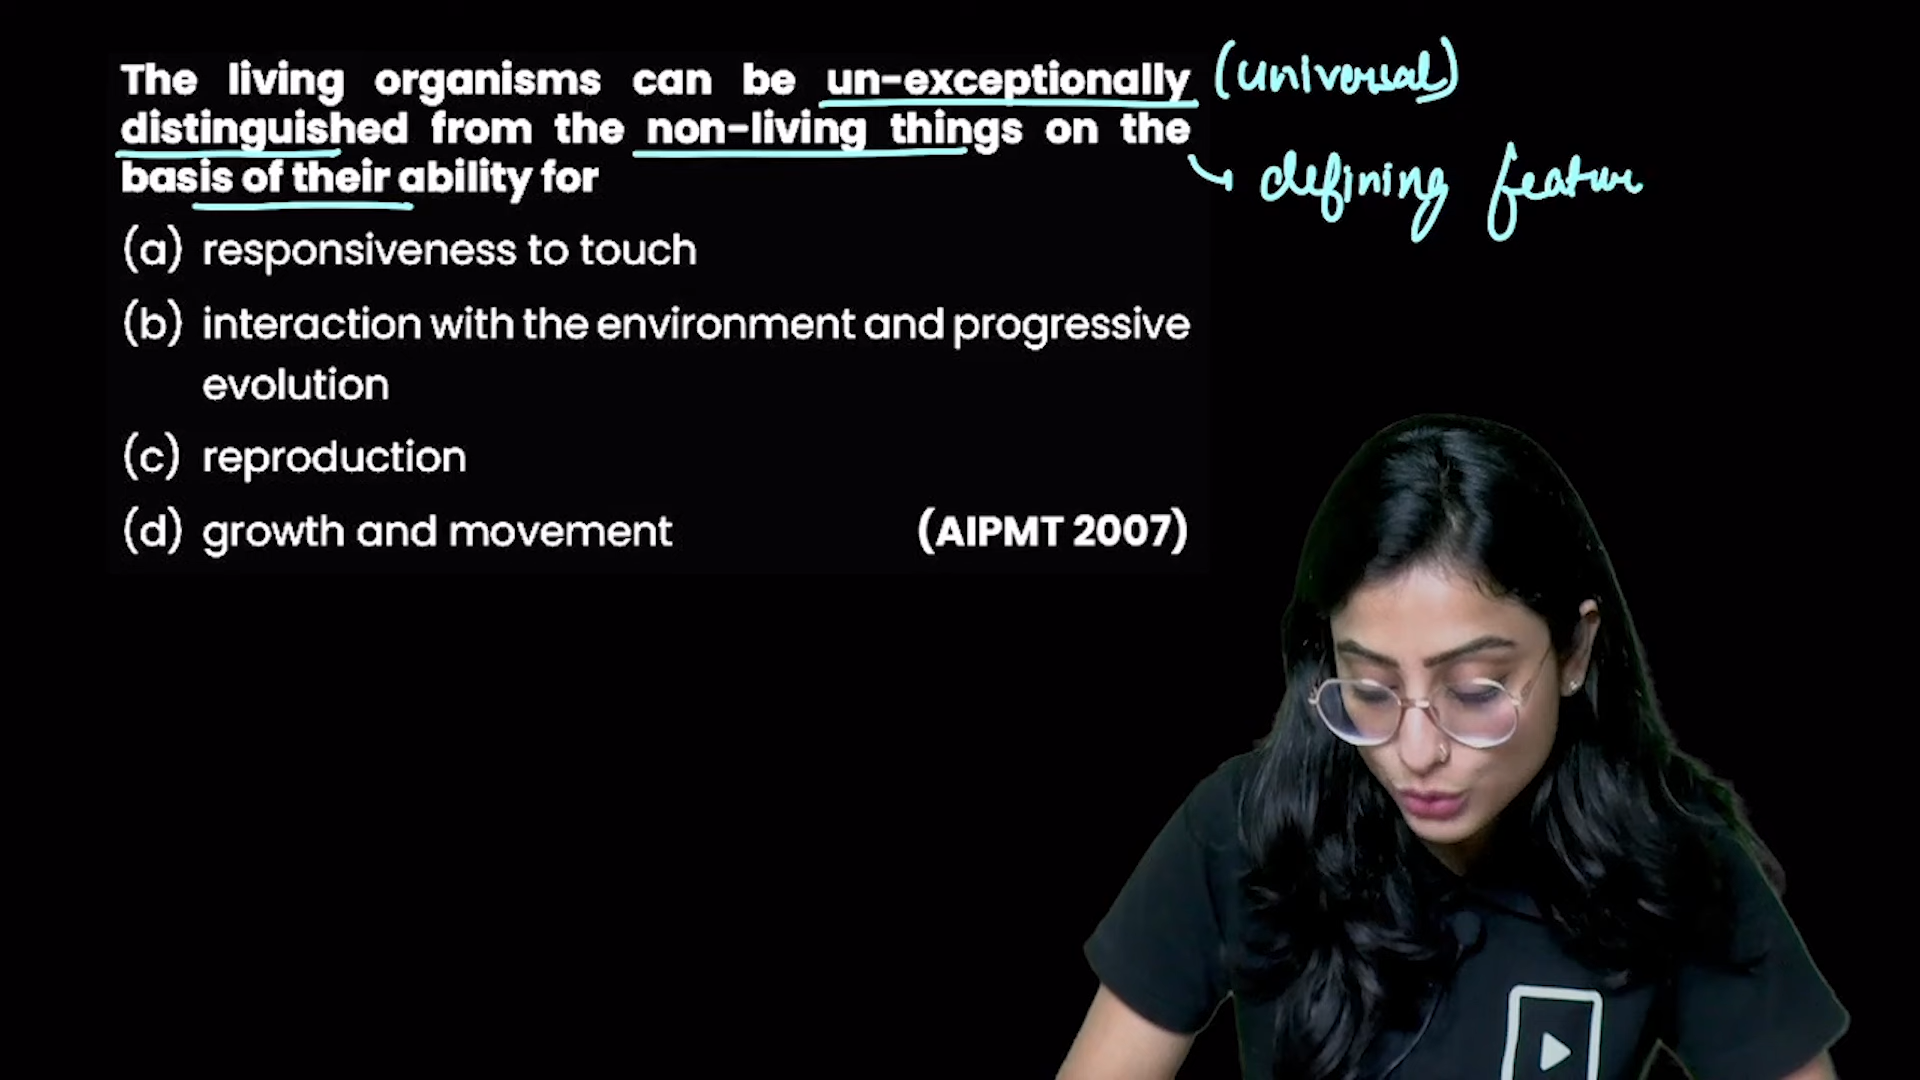 The living organisms can be un-exceptionally (universal)
distinguished from the non-living things on the
basis of their ability for
defining feature
(a) responsiveness to touch
(b) interaction with the environment and progressive
evolution
(c) reproduction
(d) growth and movement (AIPMT 2007)